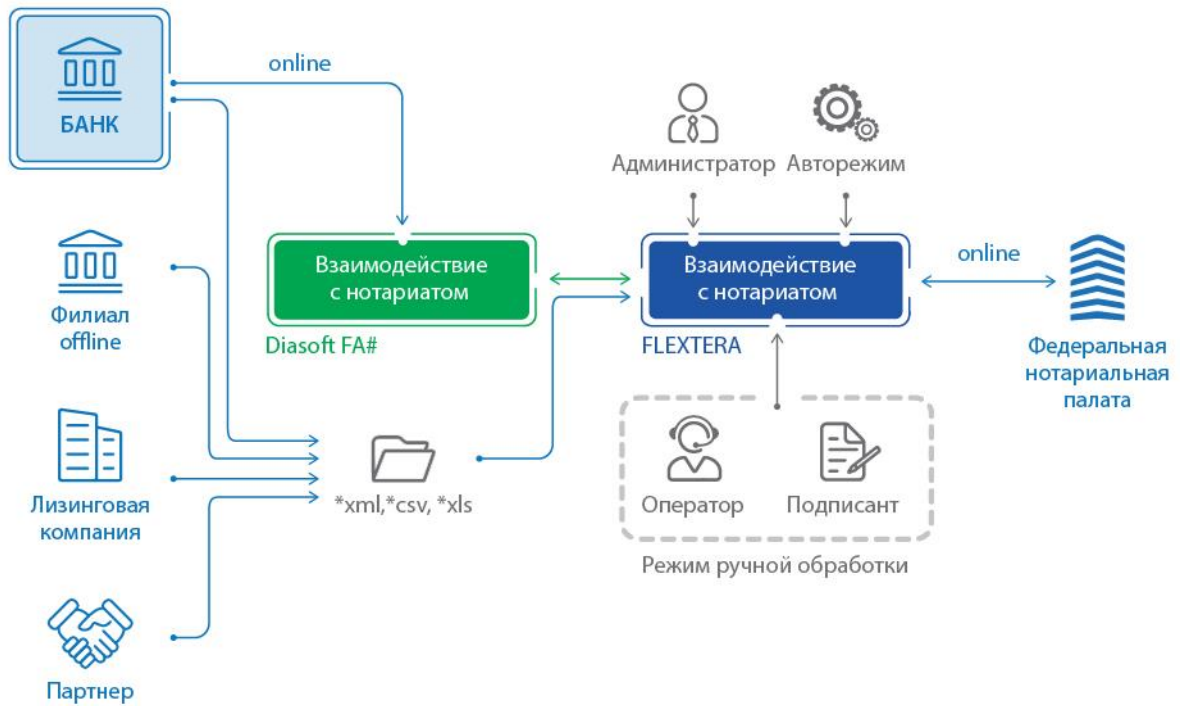 БАНК
online
Администратор
Авторежим
Филиал
offline
Взаимодействие
с нотариатом
Diasoft FA#
Взаимодействие
с нотариатом
FLEXTERA
online
Федеральная
нотариальная
палата
Лизинговая
компания
*xml,*csv, *xls
Оператор
Подписант
Режим ручной обработки
Партнер